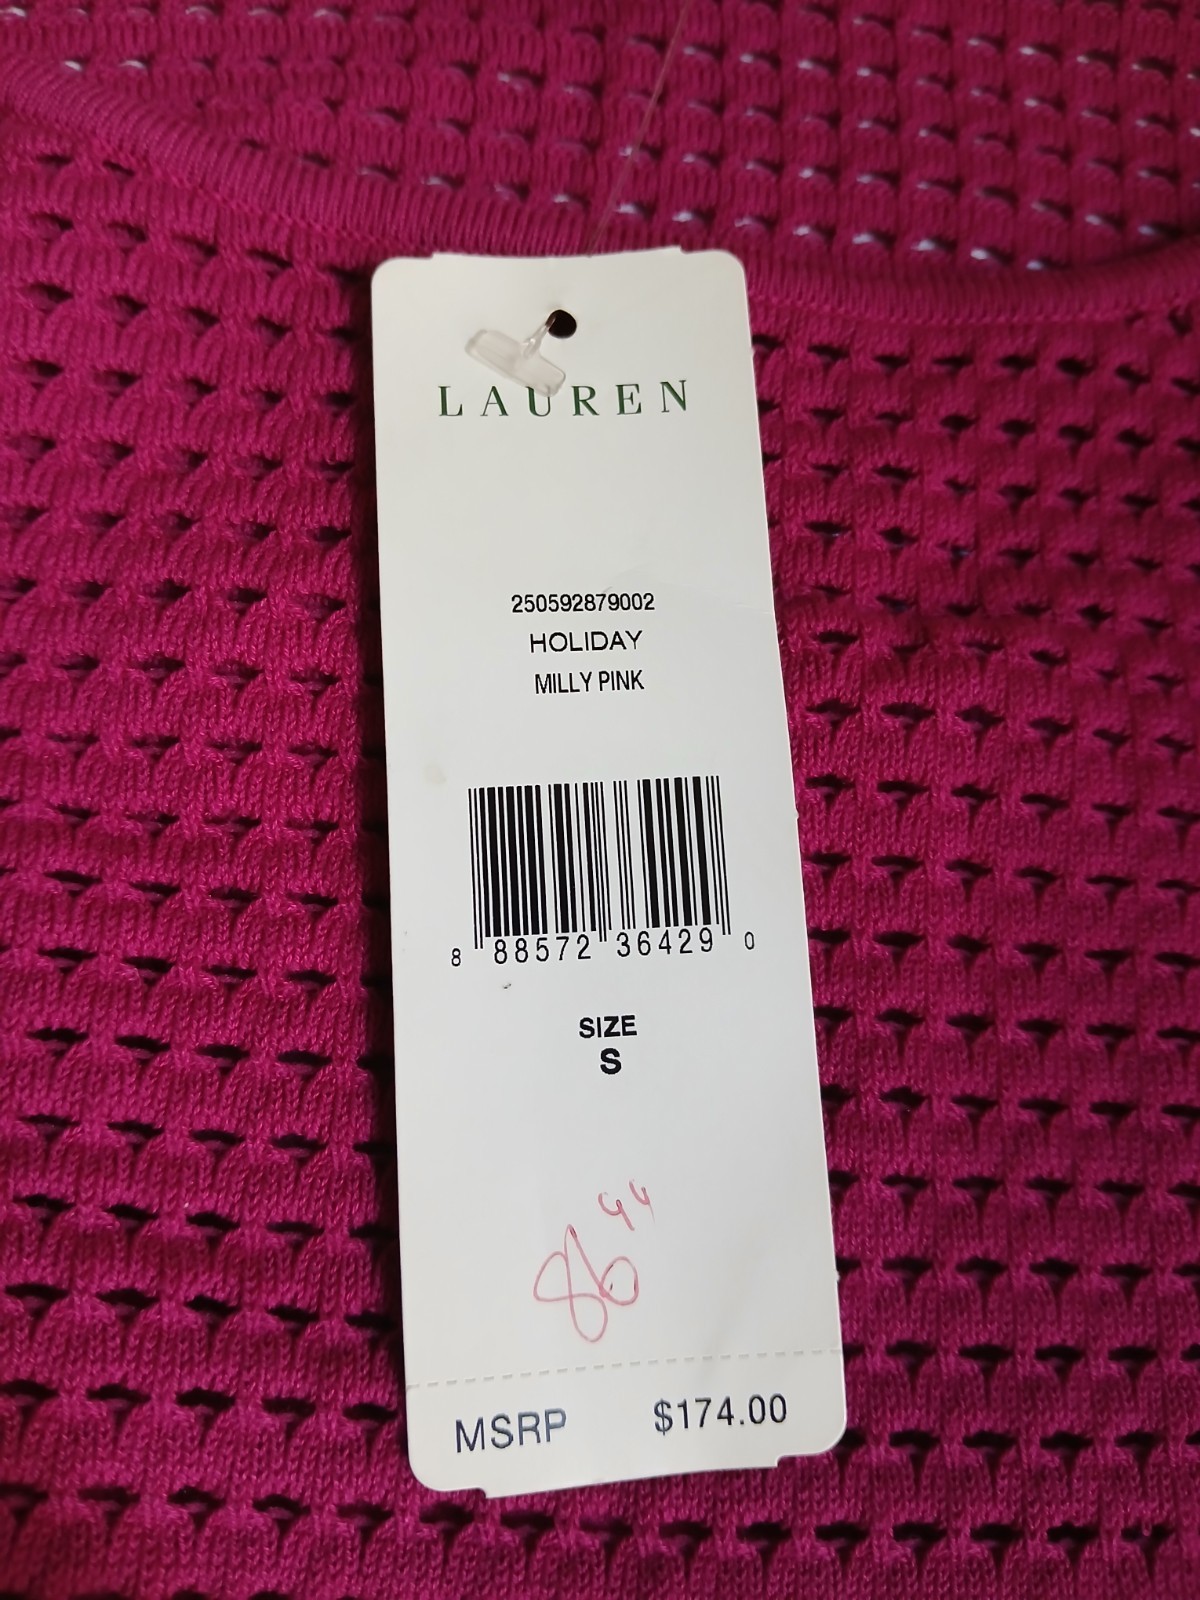 LAUREN
250592879002
HOLIDAY
MILLY PINK
8 88572 36429 0
SIZE
S
86 44
MSRP $174.00